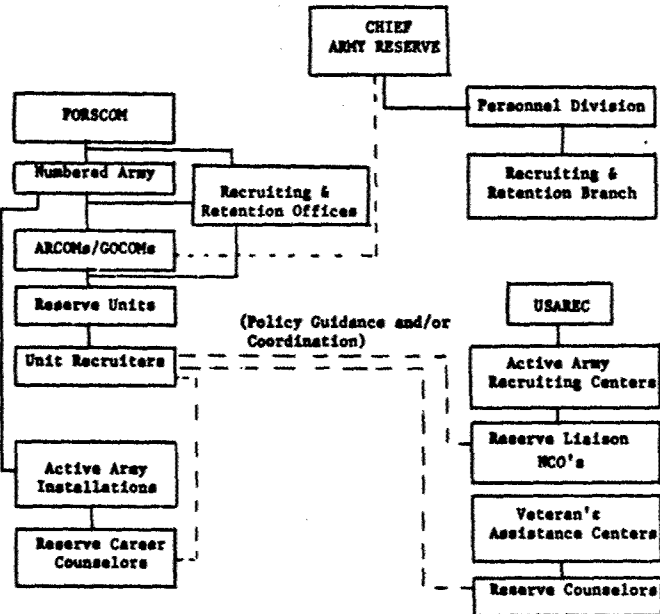 CHIEF
ARMY RESERVE
FORSCOM
Personnel Division
Numbered Army
Recruiting &
Retention Offices
Recruiting &
Retention Branch
ARCOMs/GOCOMs
Reserve Units
USAREC
(Policy Guidance and/or
Coordination)
Unit Recruiters
Active Army
Recruiting Centers
Reserve Liaison
NCO's
Active Army
Installations
Veteran's
Assistance Centers
Reserve Career
Counselors
Reserve Counselors